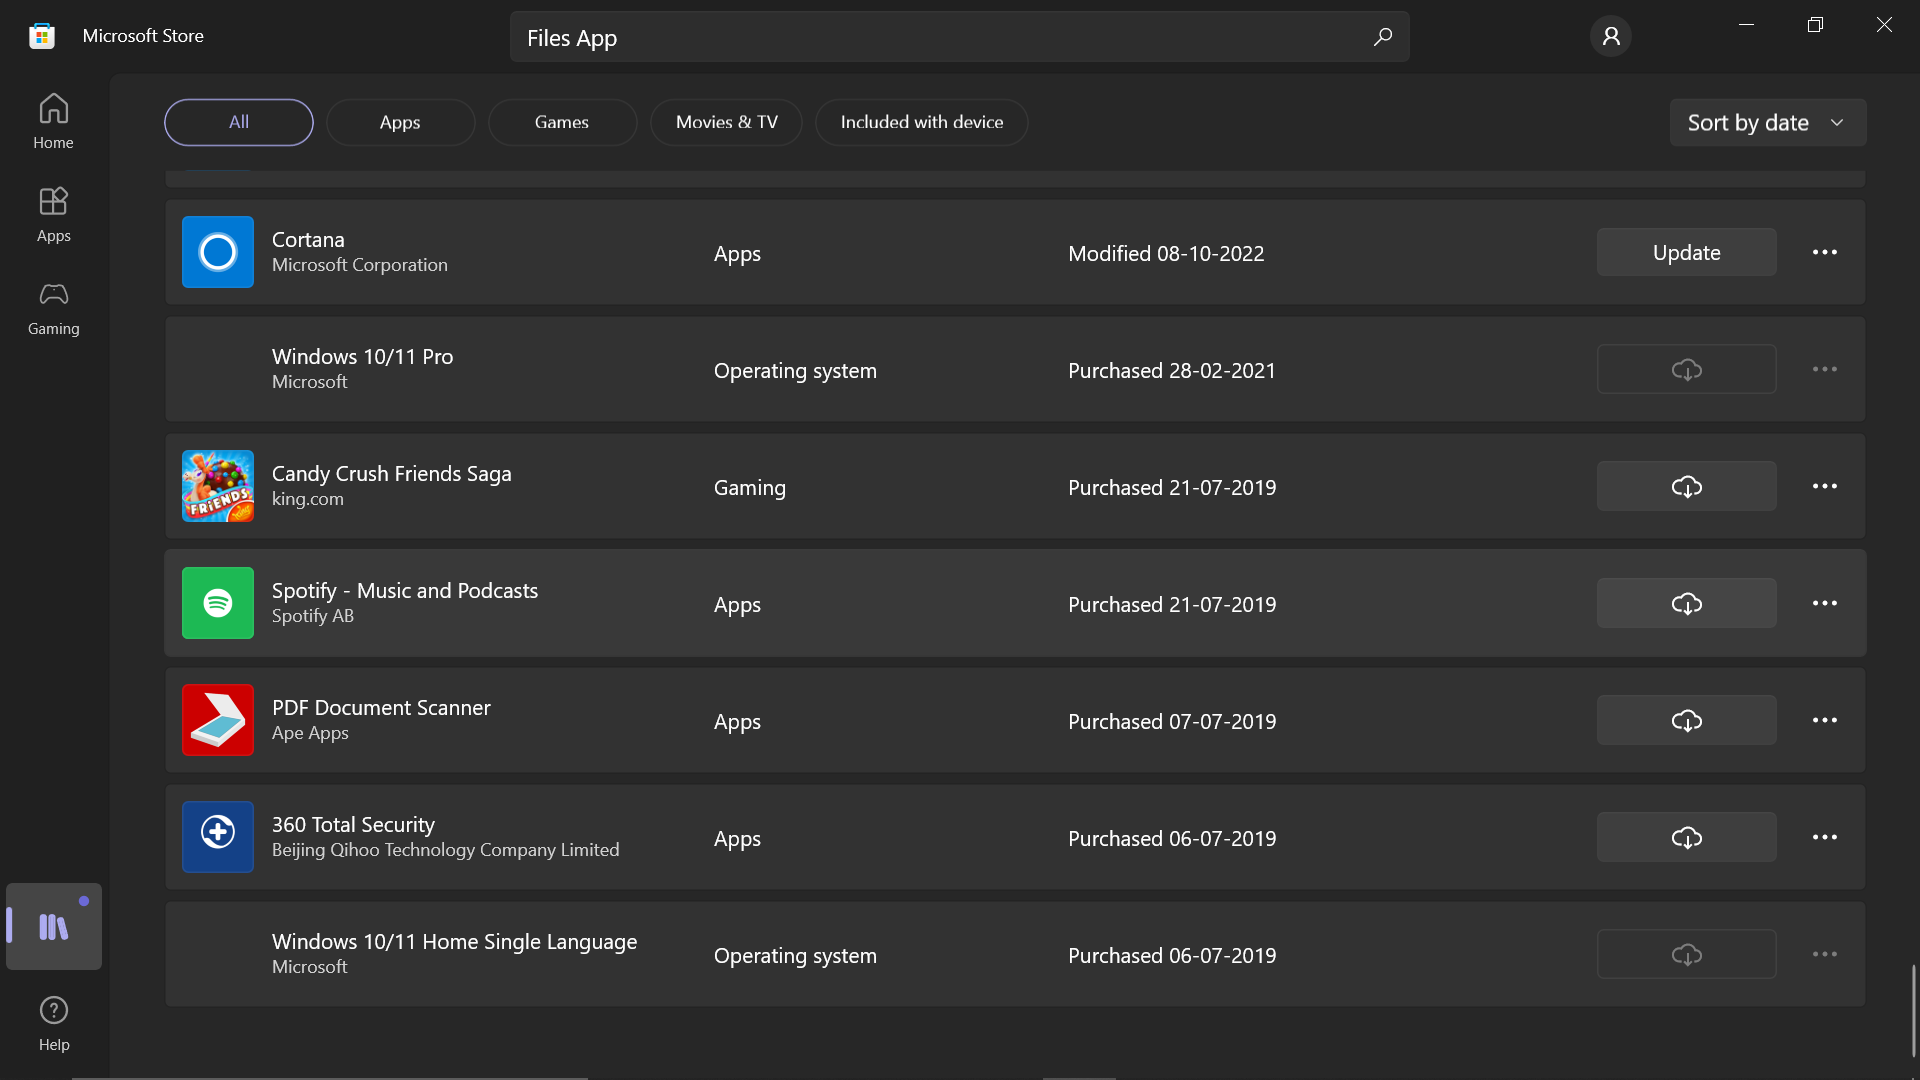 Microsoft Store
Files App
Home
Apps
Gaming
Help
All
Apps
Games
Movies & TV
Included with device
Sort by date
Cortana
Microsoft Corporation
Apps
Modified 08-10-2022
Update
Windows 10/11 Pro
Microsoft
Operating system
Purchased 28-02-2021
FRIENDS
Candy Crush Friends Saga
king.com
Gaming
Purchased 21-07-2019
Spotify - Music and Podcasts
Spotify AB
Apps
Purchased 21-07-2019
PDF Document Scanner
Ape Apps
Apps
Purchased 07-07-2019
360 Total Security
Beijing Qihoo Technology Company Limited
Apps
Purchased 06-07-2019
Windows 10/11 Home Single Language
Microsoft
Operating system
Purchased 06-07-2019